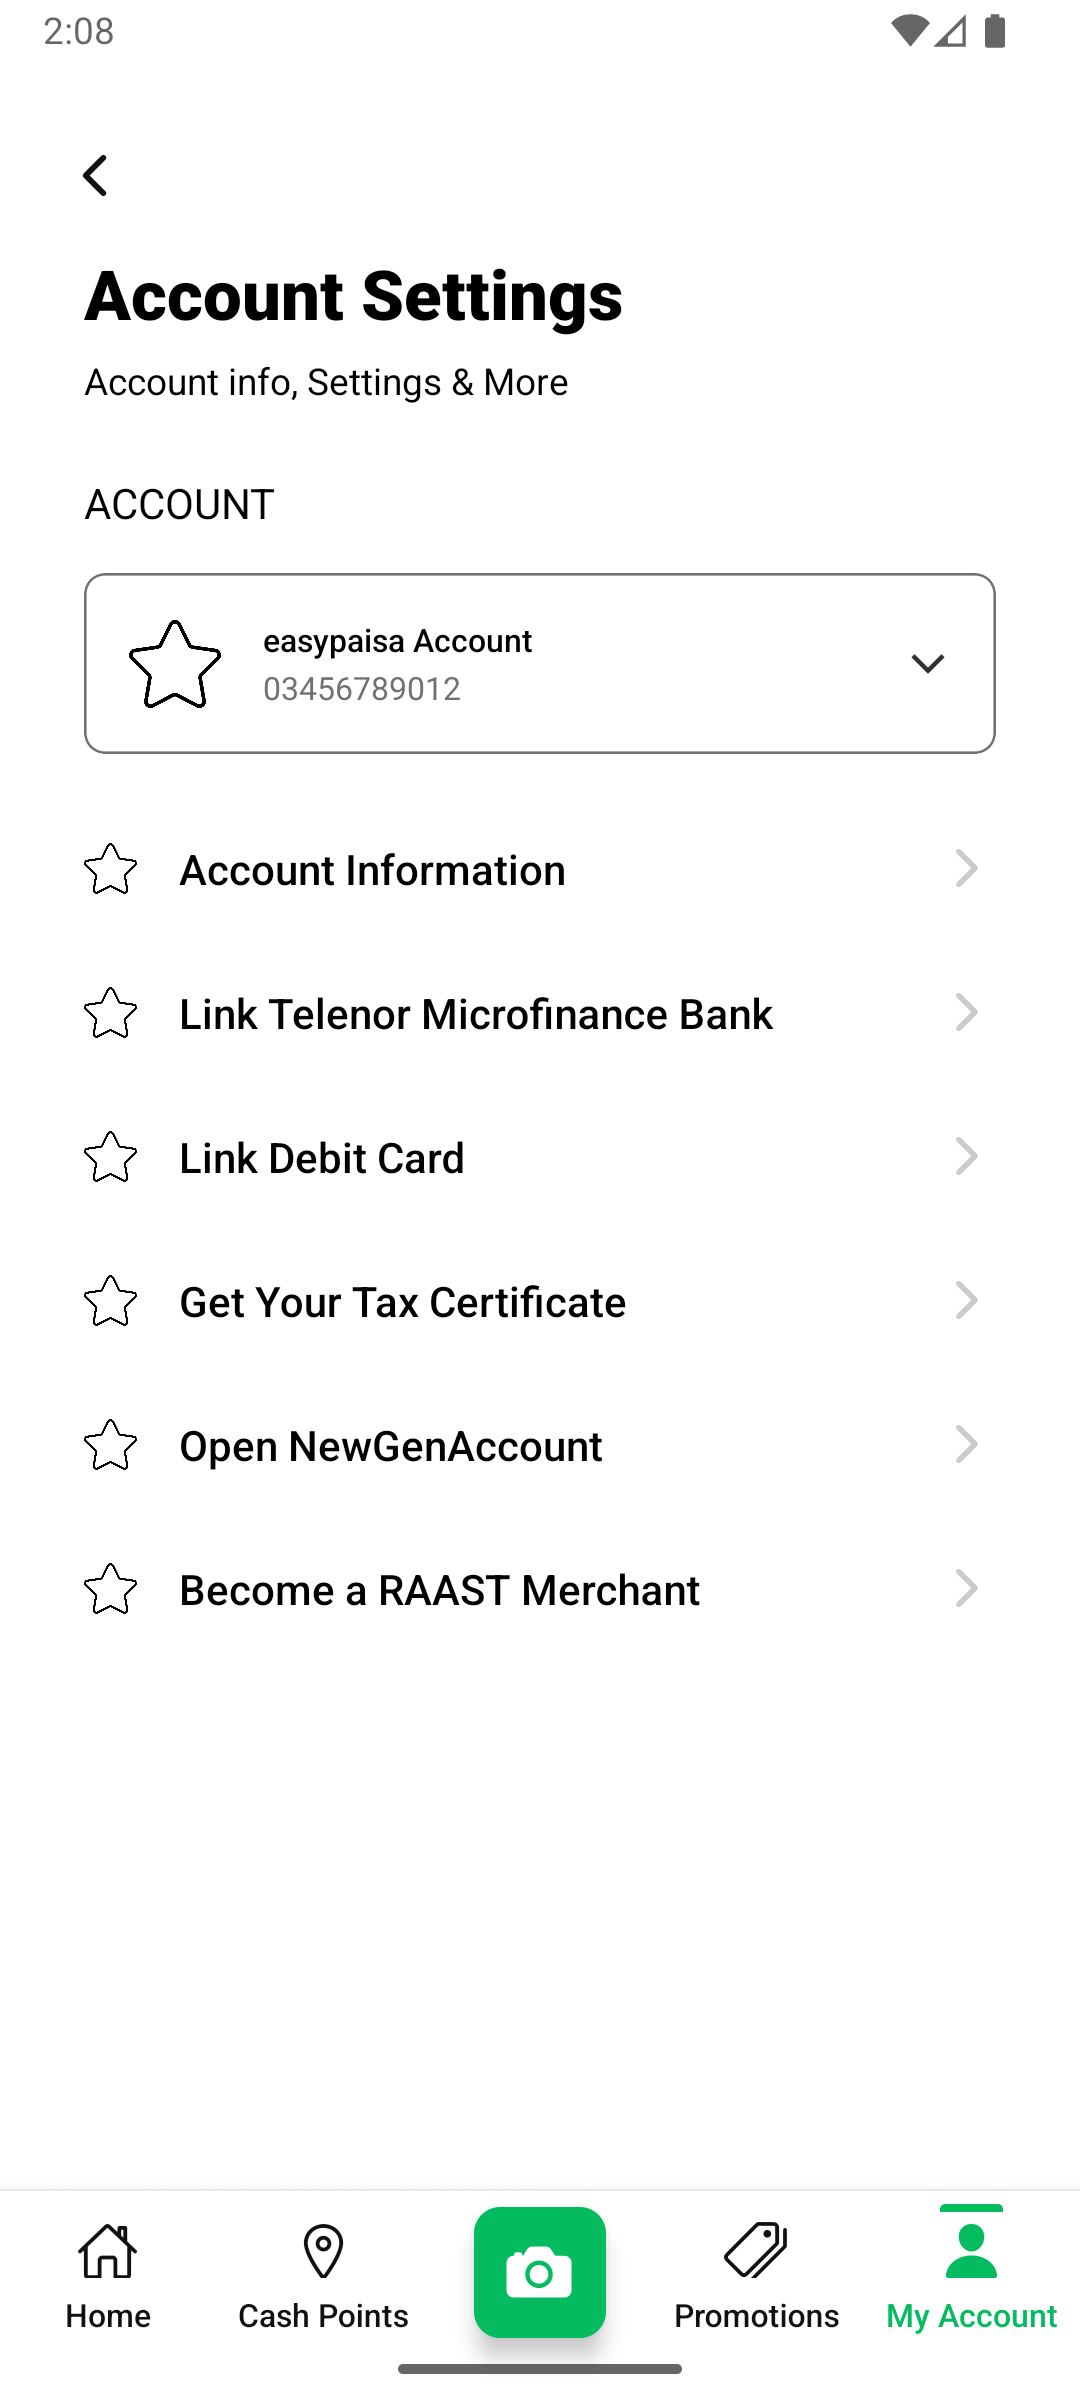 2:08
Account Settings
Account info, Settings & More
ACCOUNT
easypaisa Account
03456789012
Account Information
Link Telenor Microfinance Bank
Link Debit Card
Get Your Tax Certificate
Open NewGenAccount
Become a RAAST Merchant
Home
Cash Points
Promotions
My Account